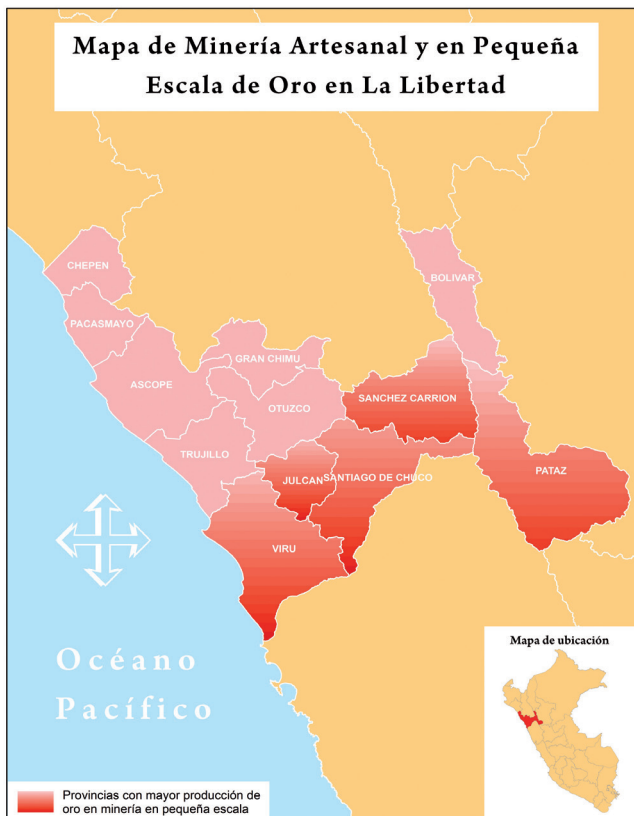 Mapa de Minería Artesanal y en Pequeña
Escala de Oro en La Libertad
CHEPEN
BOLIVAR
PACASMAYO
GRAN CHIMU
ASCOPE
SANCHEZ CARRION
OTUZCO
TRUJILLO
JULCAN
SANTIAGO DE CHUCO
PATAZ
VIRU
Océano
Pacífico
Mapa de ubicación
Provincias con mayor producción de
oro en minería en pequeña escala